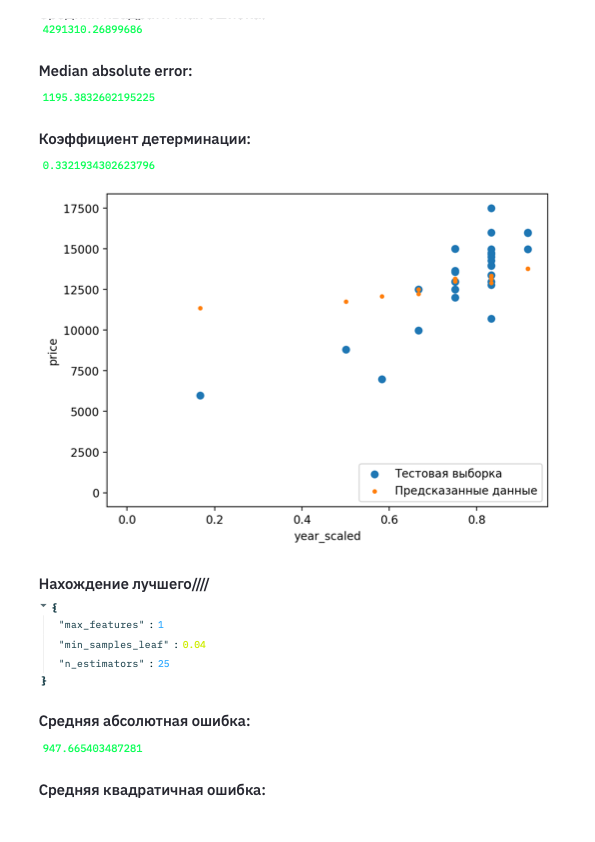 4291310.26899686
Median absolute error:
1195.3832602195225
Коэффициент детерминации:
0.3321934302623796
17500
15000
12500
10000
7500
5000
2500
0
price
0.0 0.2 0.4 0.6 0.8
year_scaled
Тестовая выборка
Предсказанные данные
Нахождение лучшего////
{
"max_features" : 1
"min_samples_leaf" : 0.04
"n_estimators" : 25
}
Средняя абсолютная ошибка:
947.665403487281
Средняя квадратичная ошибка: